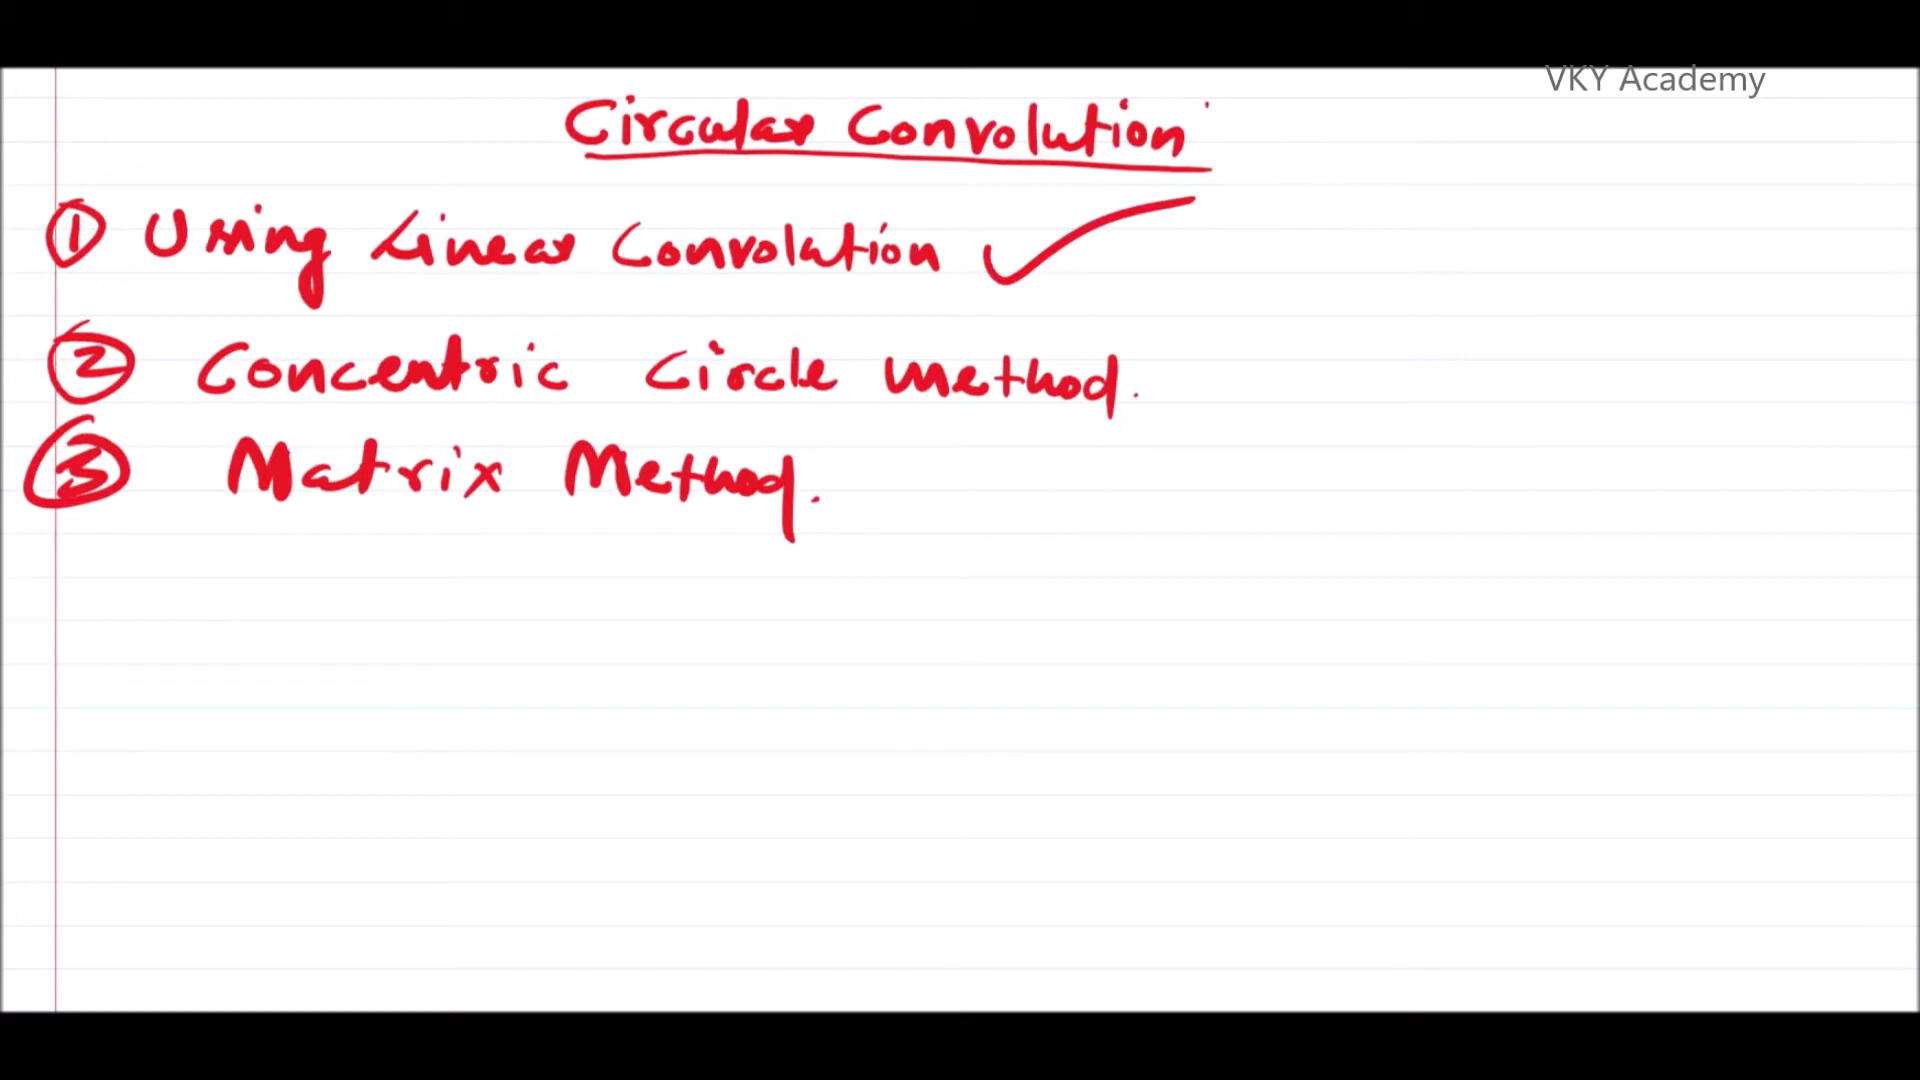 VKY Academy
Circular Convolution
① Using Linear Convolution ✓
② Concentric Circle method.
③ Matrix Method.